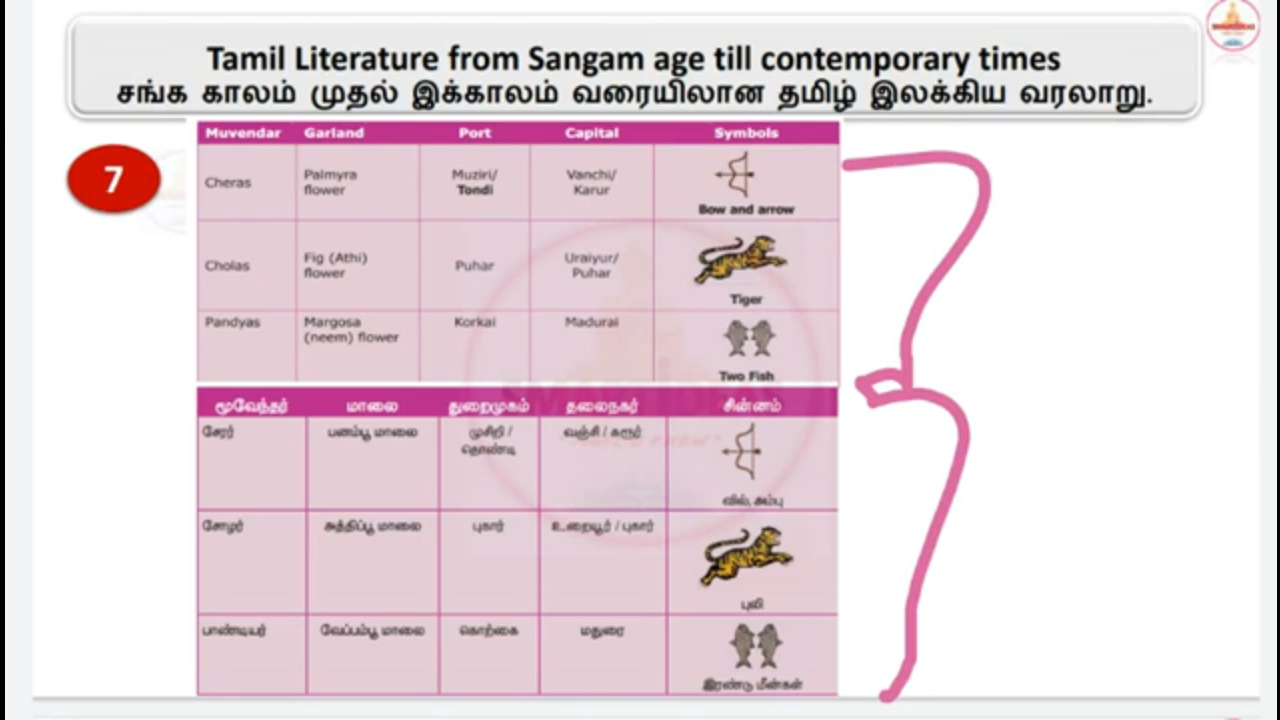 Tamil Literature from Sangam age till contemporary times
சங்க காலம் முதல் இக்காலம் வரையிலான தமிழ் இலக்கிய வரலாறு.
7
Muvendar Garland Port Capital Symbols
Cheras Palmyra flower Muziri/ Tondi Vanchi/ Karur Bow and arrow
Cholas Fig (Athi) flower Puhar Uraiyur/ Puhar Tiger
Pandyas Margosa (neem) flower Korkai Madurai Two Fish
மூவேந்தர் மாலை துறைமுகம் தலைநகர் சின்னம்
சேரர் பனம்பூ மாலை முசிறி / தொண்டி வஞ்சி / கரூர் வில், அம்பு
சோழர் அத்திப்பூ மாலை புகார் உறையூர் / புகார் புலி
பாண்டியர் வேப்பம்பூ மாலை கொற்கை மதுரை இரண்டு மீன்கள்